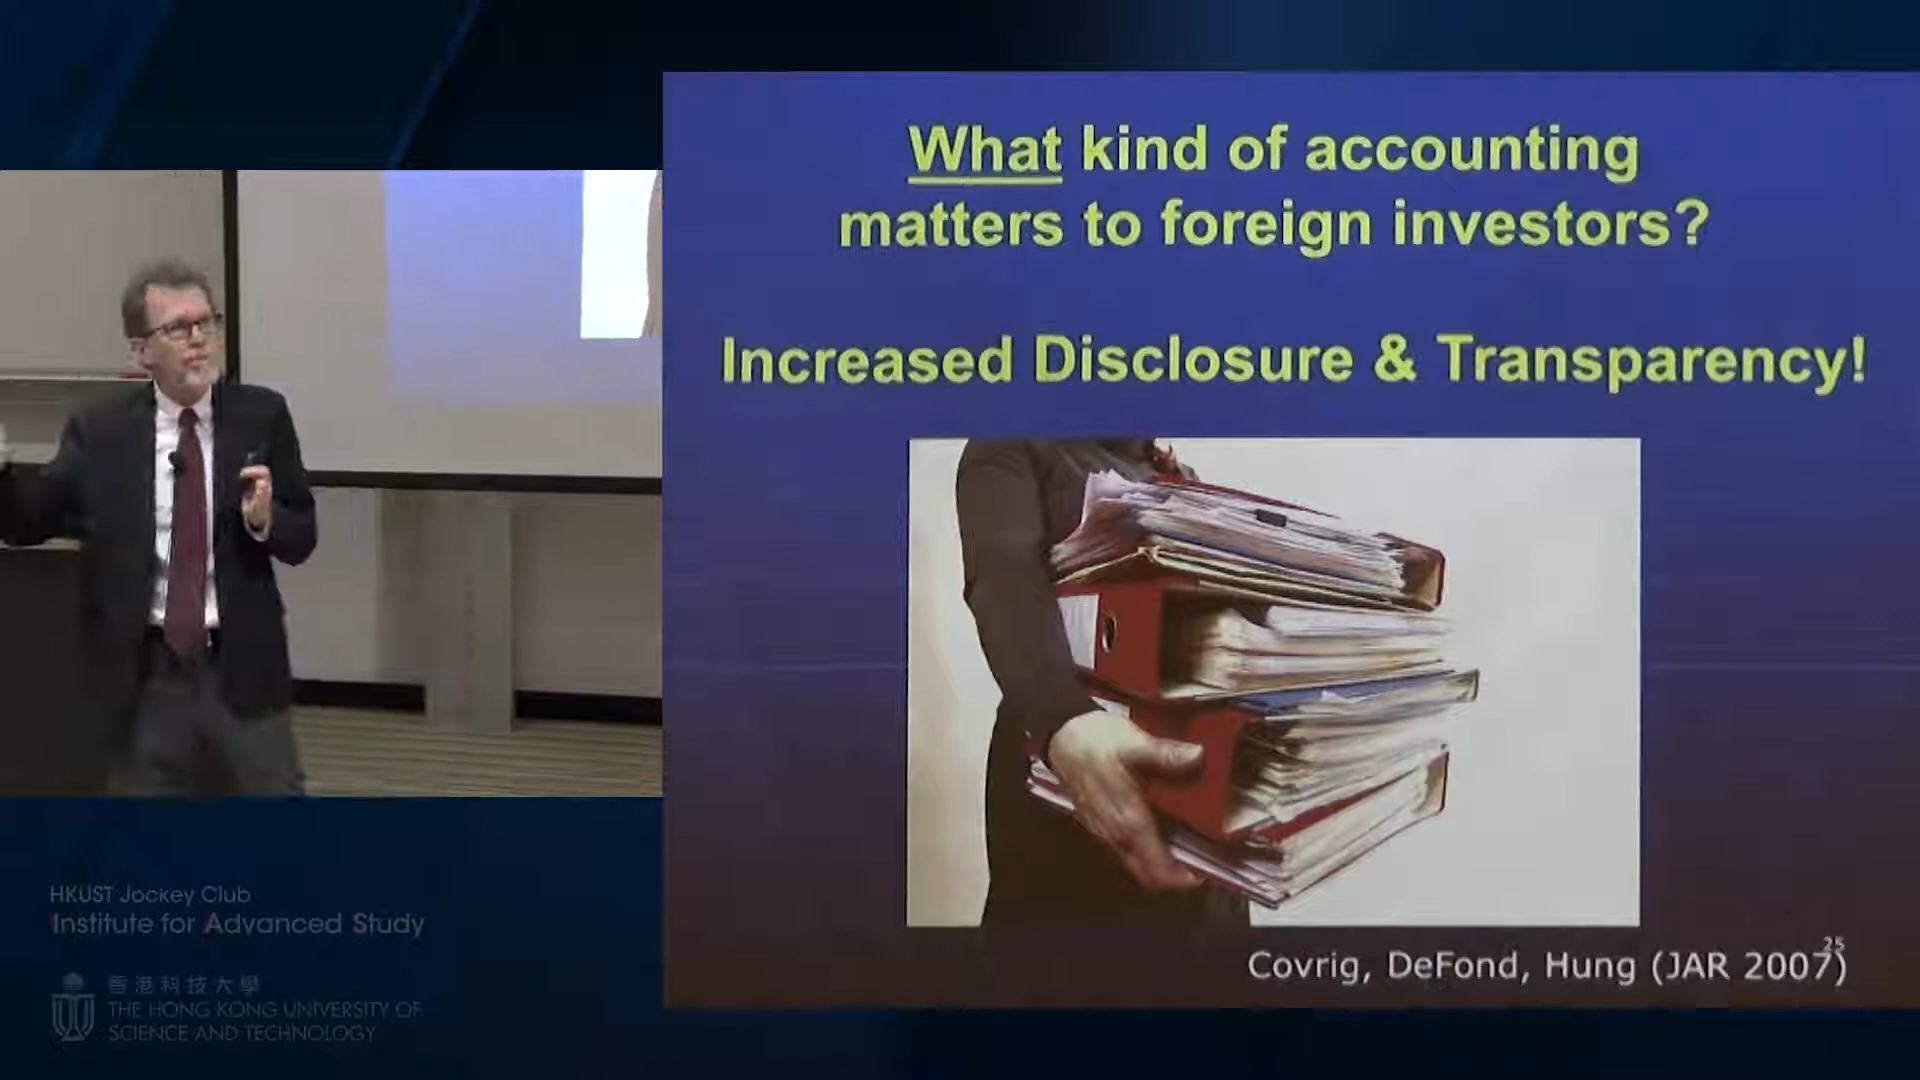 What kind of accounting
matters to foreign investors?
Increased Disclosure & Transparency!
Covrig, DeFond, Hung (JAR 2007)
25
HKUST Jockey Club
Institute for Advanced Study
香港科技大學
THE HONG KONG UNIVERSITY OF
SCIENCE AND TECHNOLOGY